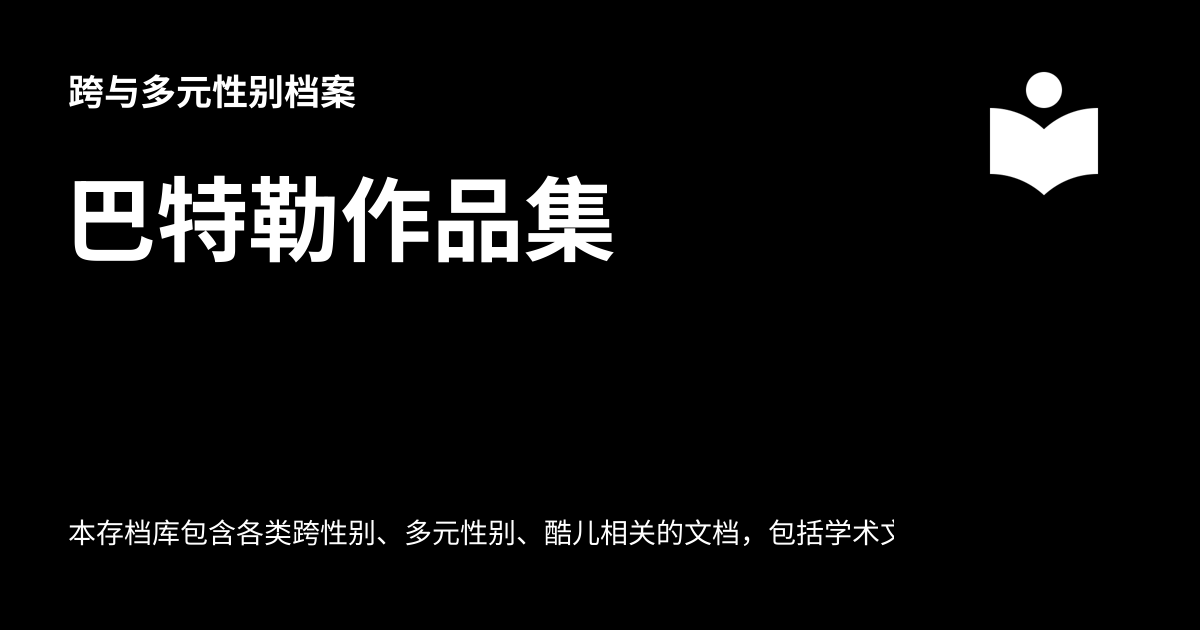 跨与多元性别档案
巴特勒作品集
本存档库包含各类跨性别、多元性别、酷儿相关的文档，包括学术